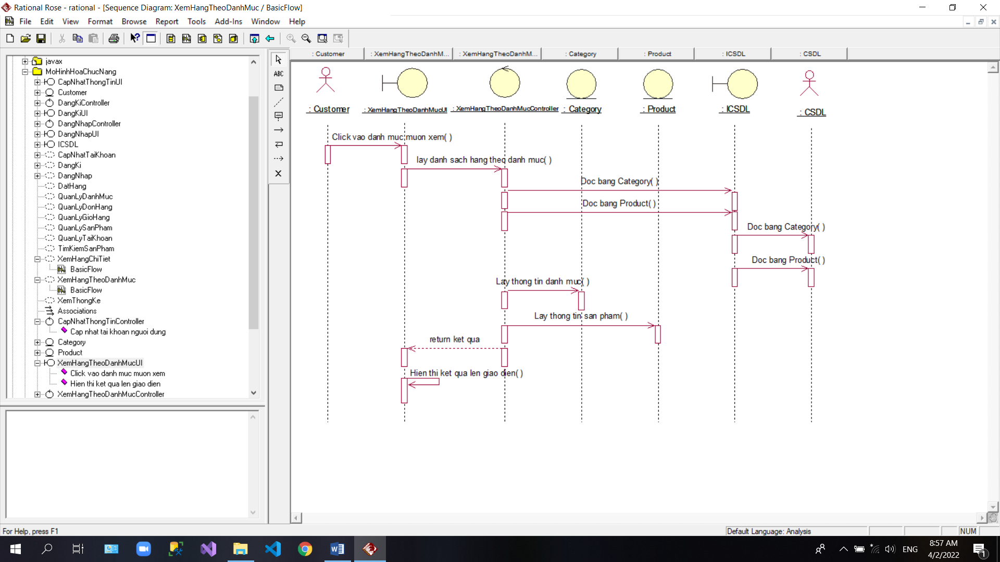 Rational Rose - rational - [Sequence Diagram: XemHangTheoDanhMuc / BasicFlow]
File Edit View Format Browse Report Tools Add-Ins Window Help
ABC
javax
MoHinhHoaChucNang
CapNhatThongTinUI
Customer
DangKiController
DangKiUI
DangNhapController
DangNhapUI
ICSDL
CapNhatTaiKhoan
DangKi
DangNhap
DatHang
QuanLyDanhMuc
QuanLyDonHang
QuanLyGioHang
QuanLySanPham
QuanLyTaiKhoan
TimKiemSanPham
XemHangChiTiet
BasicFlow
XemHangTheoDanhMuc
BasicFlow
XemThongKe
Associations
CapNhatThongTinController
Cap nhat tai khoan nguoi dung
Category
Product
XemHangTheoDanhMucUI
Click vao danh muc muon xem
Hien thi ket qua len giao dien
XemHangTheoDanhMucController
: Customer : XemHangTheoDanhM... : XemHangTheoDanhM... : Category : Product : ICSDL : CSDL
: Customer : XemHangTheoDanhMucUI : XemHangTheoDanhMucController : Category : Product : ICSDL : CSDL
Click vao danh muc muon xem( )
lay danh sach hang theo danh muc( )
Doc bang Category( )
Doc bang Product( )
Doc bang Category( )
Doc bang Product( )
Lay thong tin danh muc( )
Lay thong tin san pham( )
return ket qua
Hien thi ket qua len giao dien( )
For Help, press F1
Default Language: Analysis NUM
ENG
8:57 AM
4/2/2022
1